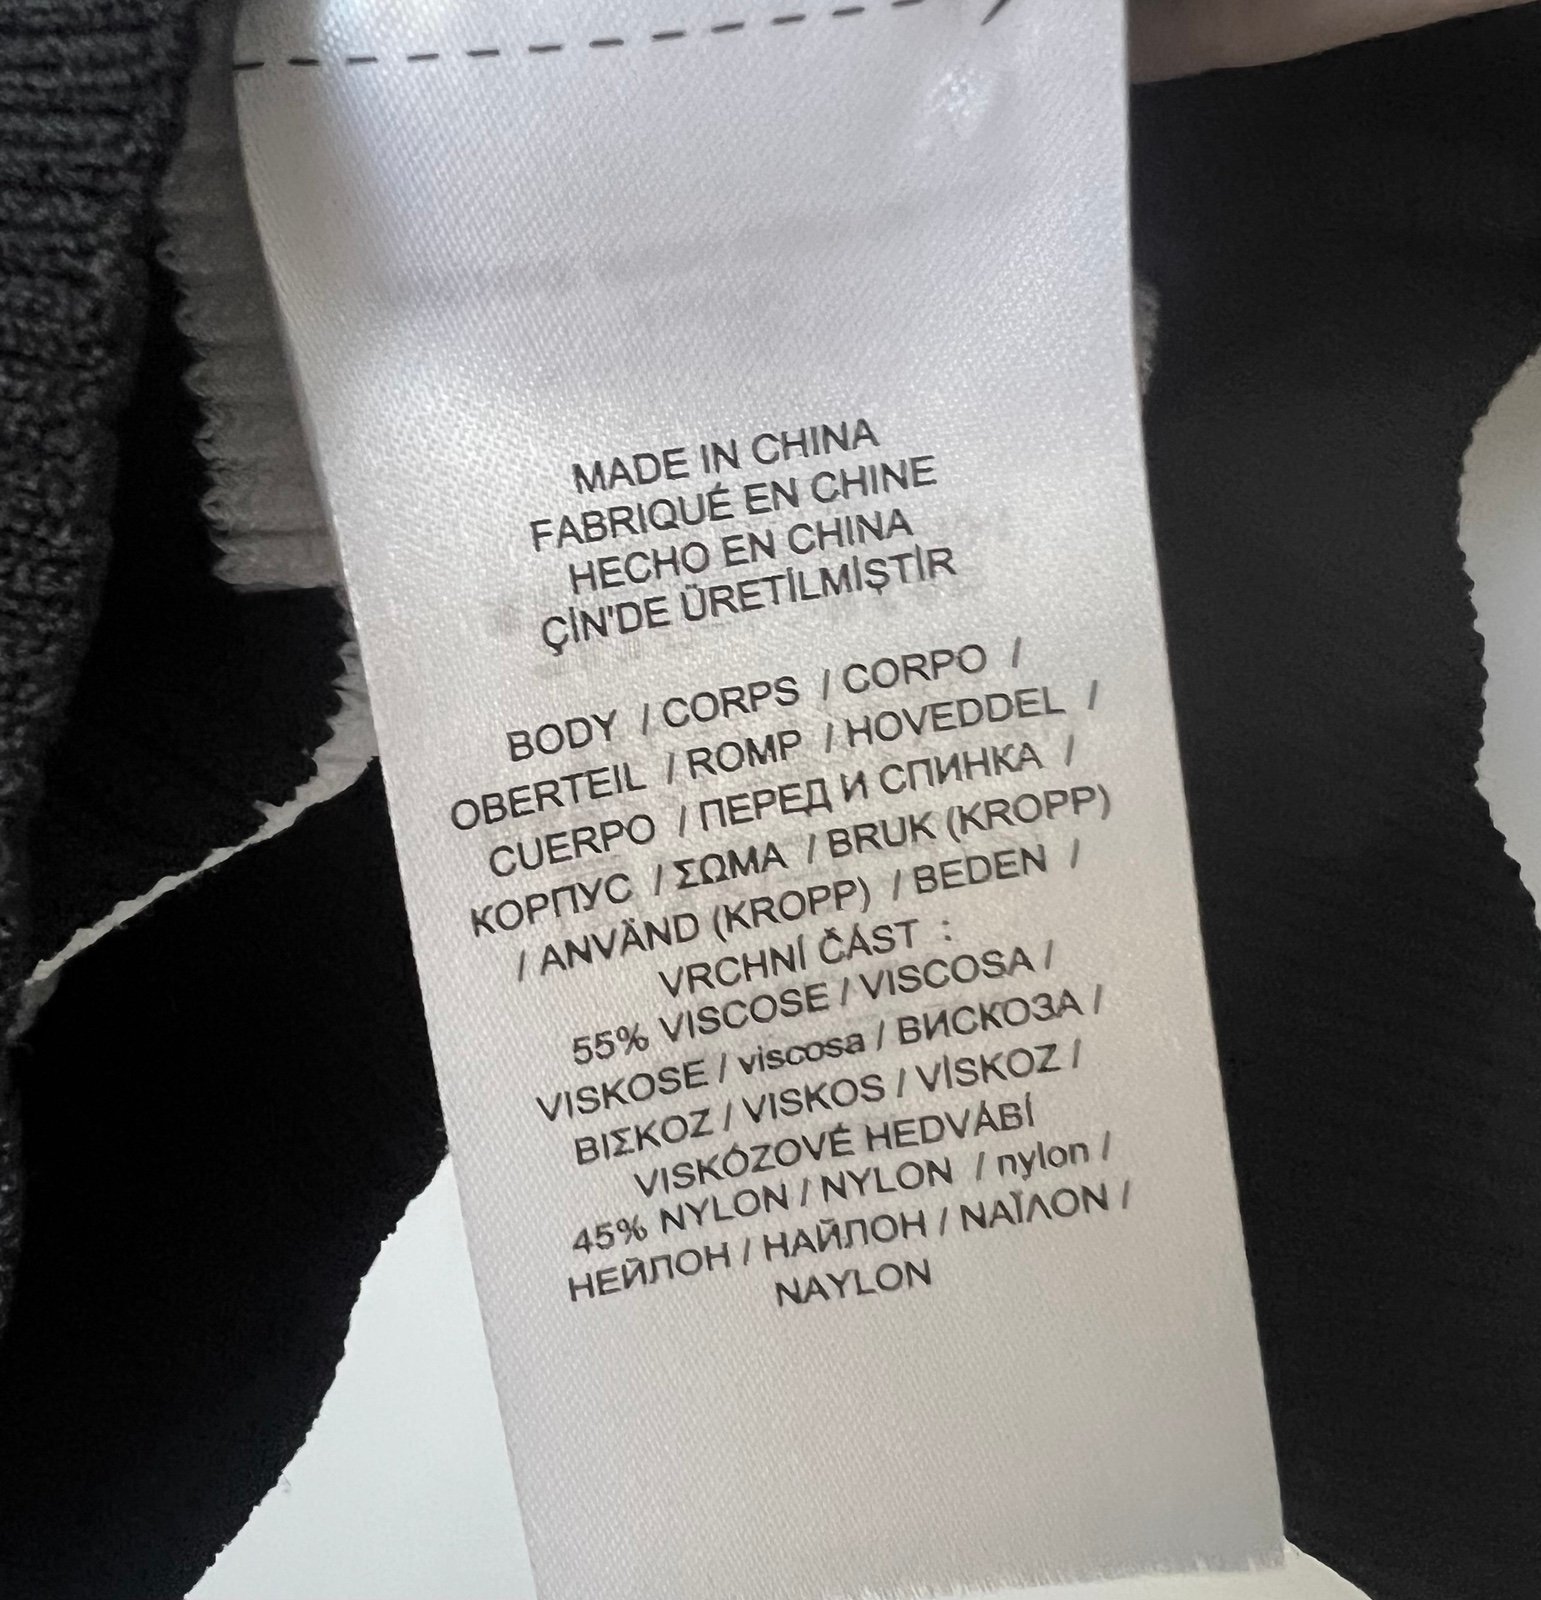 MADE IN CHINA
FABRIQUÉ EN CHINE
HECHO EN CHINA
ÇİN'DE ÜRETİLMİŞTİR
BODY / CORPS / CORPO /
OBERTEIL / ROMP / HOVEDDEL /
CUERPO / ПЕРЕД И СПИНКА /
КОРПУС / ΣΩΜΑ / BRUK (KROPP)
/ ANVÄND (KROPP) / BEDEN /
VRCHNÍ ČÁST :
55% VISCOSE / VISCOSA /
VISKOSE / viscosa / ВИСКОЗА /
ΒΙΣΚΟΖ / VISKOS / VİSKOZ /
VISKÓZOVÉ HEDVÁBÍ
45% NYLON / NYLON / nylon /
НЕЙЛОН / НАЙЛОН / ΝΑΪΛΟΝ /
NAYLON